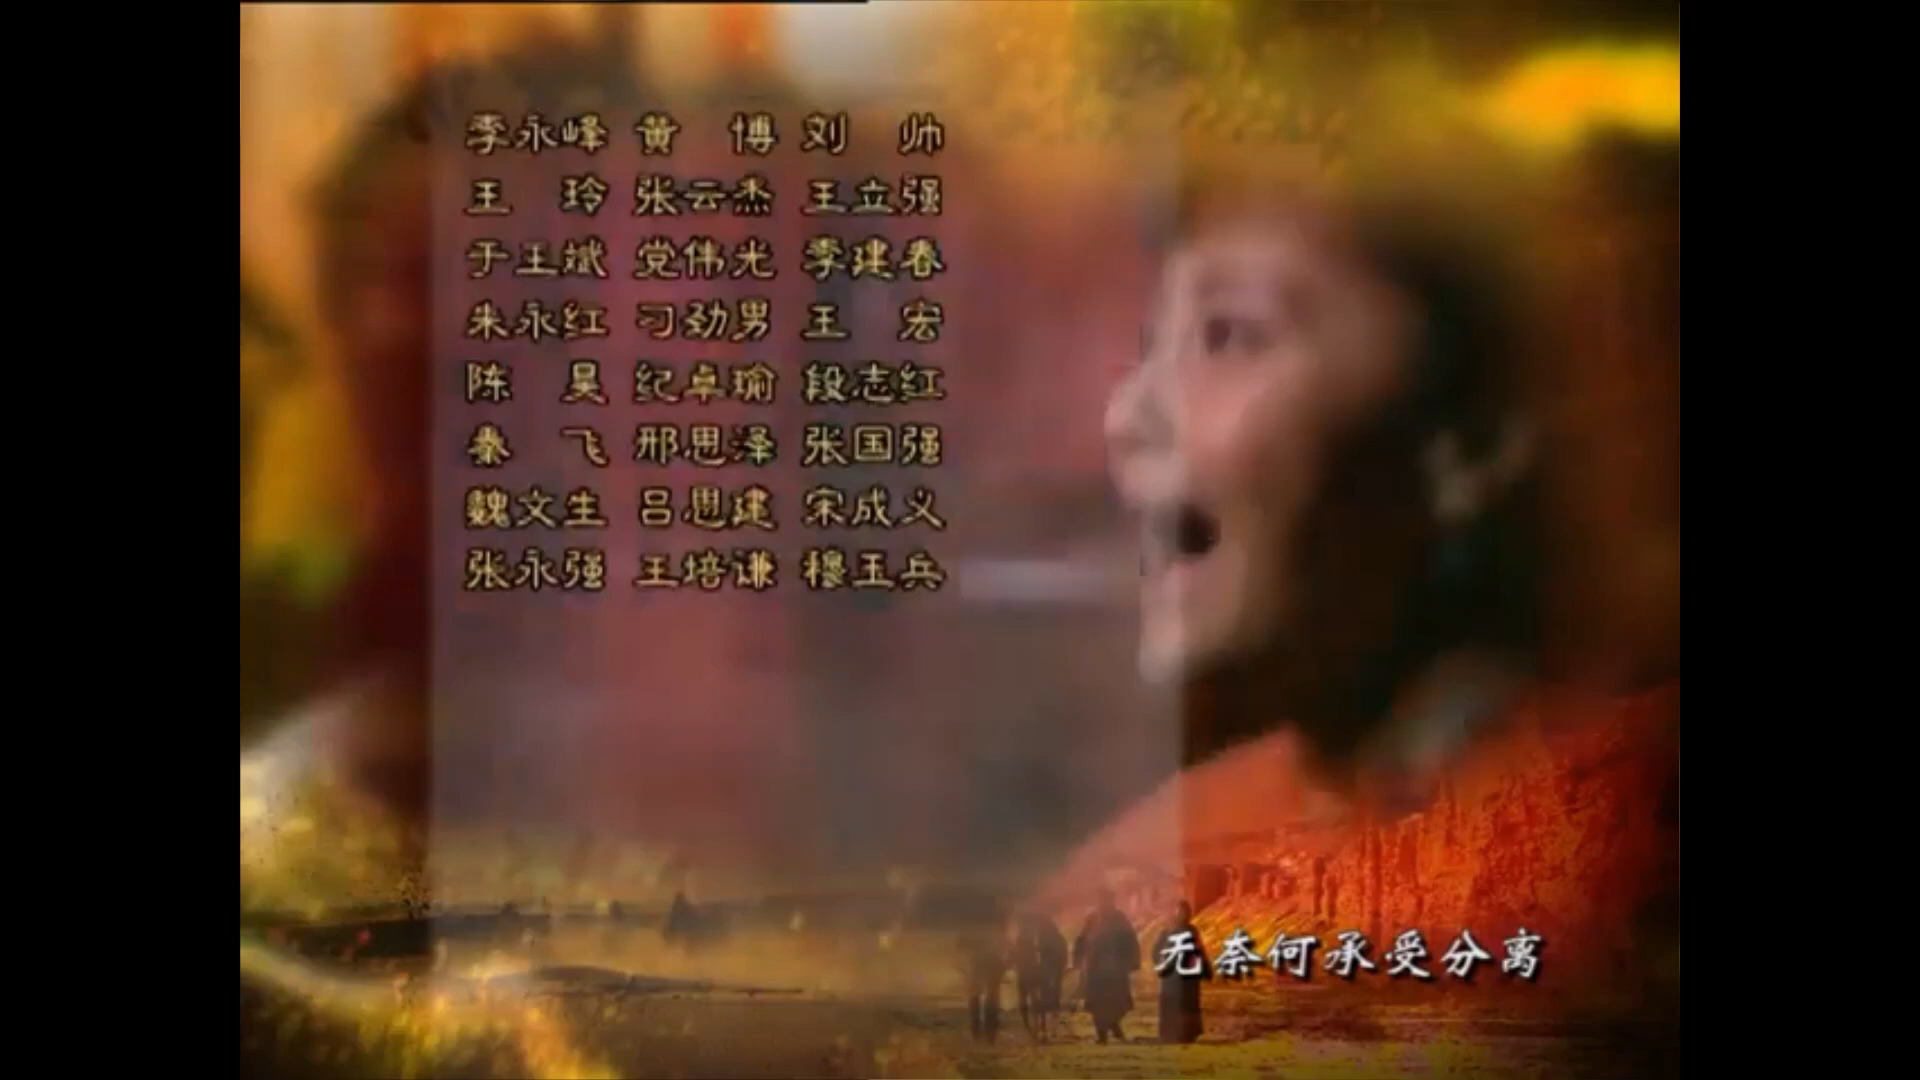 李永峰 黄 博 刘 帅
王 玲 张云杰 王立强
于王斌 党伟光 李建春
朱永红 刁劲男 王 宏
陈 昊 纪卓瑜 段志红
秦 飞 邢思泽 张国强
魏文生 吕思建 宋成义
张永强 王培谦 穆玉兵
无奈何承受分离